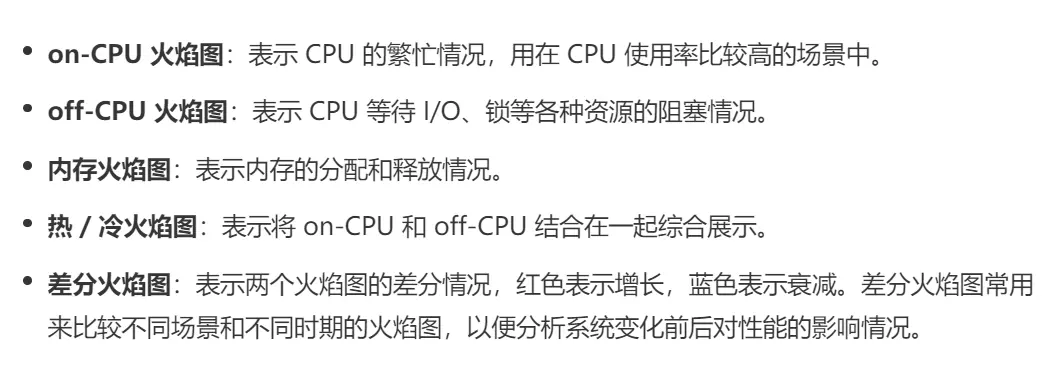 • on-CPU 火焰图：表示 CPU 的繁忙情况，用在 CPU 使用率比较高的场景中。
• off-CPU 火焰图：表示 CPU 等待 I/O、锁等各种资源的阻塞情况。
• 内存火焰图：表示内存的分配和释放情况。
• 热 / 冷火焰图：表示将 on-CPU 和 off-CPU 结合在一起综合展示。
• 差分火焰图：表示两个火焰图的差分情况，红色表示增长，蓝色表示衰减。差分火焰图常用
来比较不同场景和不同时期的火焰图，以便分析系统变化前后对性能的影响情况。